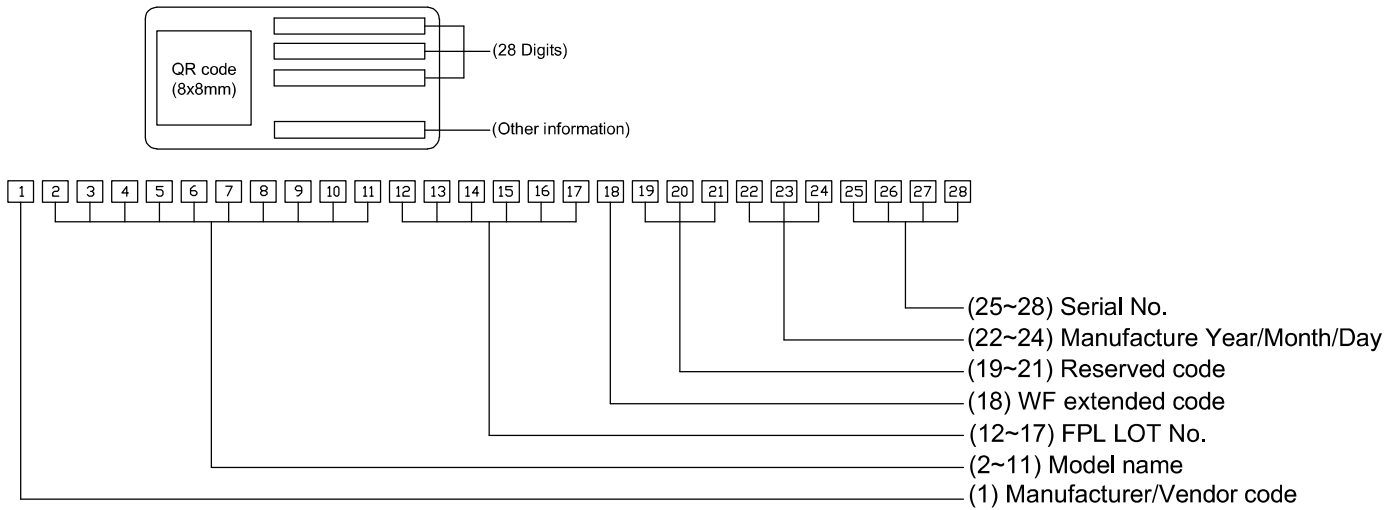 QR code
(8x8mm)
(28 Digits)
(Other information)
1 2 3 4 5 6 7 8 9 10 11 12 13 14 15 16 17 18 19 20 21 22 23 24 25 26 27 28
(25~28) Serial No.
(22~24) Manufacture Year/Month/Day
(19~21) Reserved code
(18) WF extended code
(12~17) FPL LOT No.
(2~11) Model name
(1) Manufacturer/Vendor code